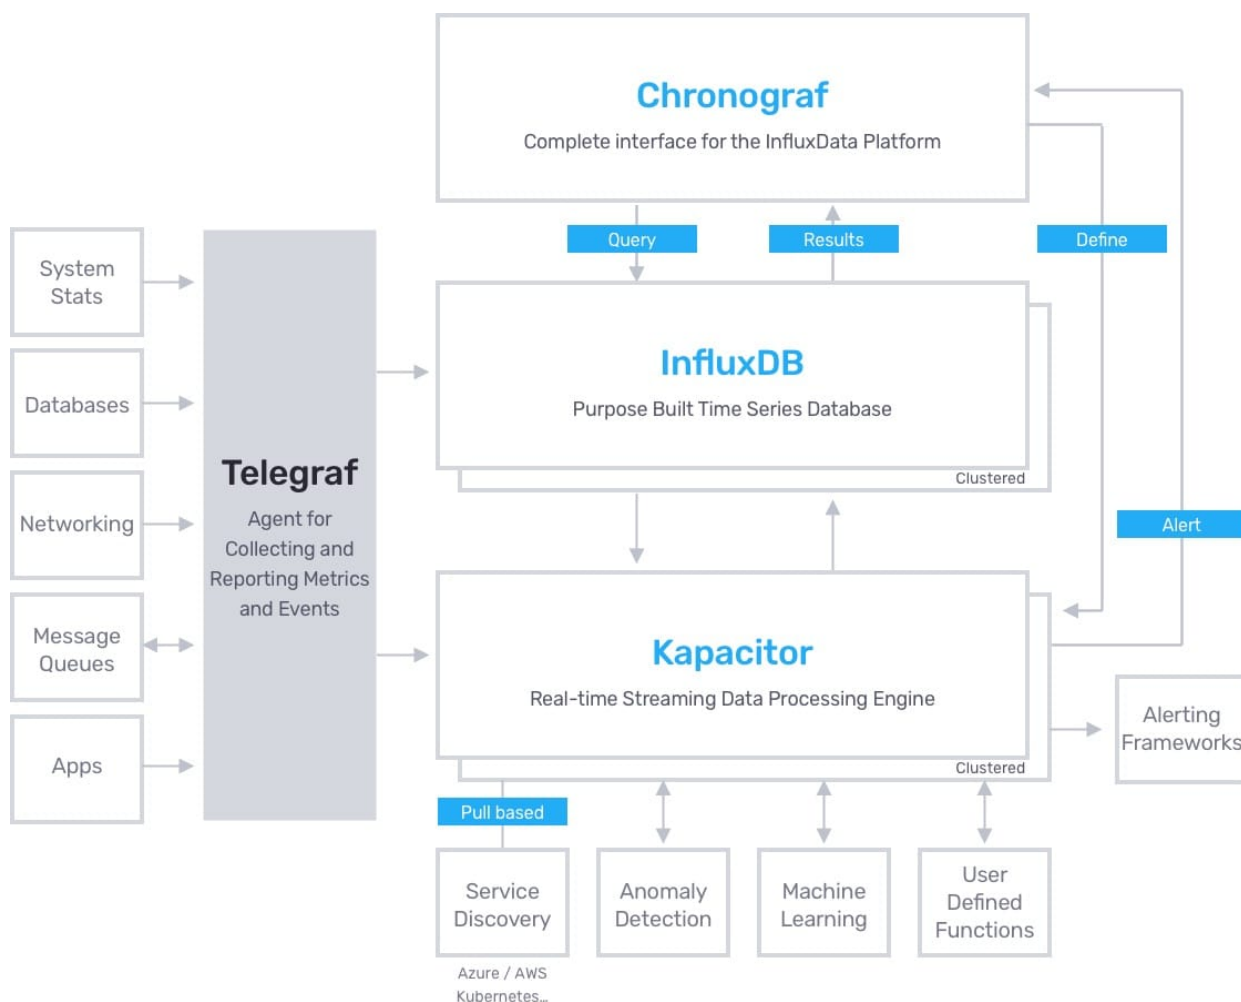 Chronograf
Complete interface for the InfluxData Platform
Query
Results
Define
System
Stats
Databases
Networking
Message
Queues
Apps
Telegraf
Agent for
Collecting and
Reporting Metrics
and Events
InfluxDB
Purpose Built Time Series Database
Clustered
Alert
Kapacitor
Real-time Streaming Data Processing Engine
Clustered
Alerting
Frameworks
Pull based
Service
Discovery
Anomaly
Detection
Machine
Learning
User
Defined
Functions
Azure / AWS
Kubernetes...